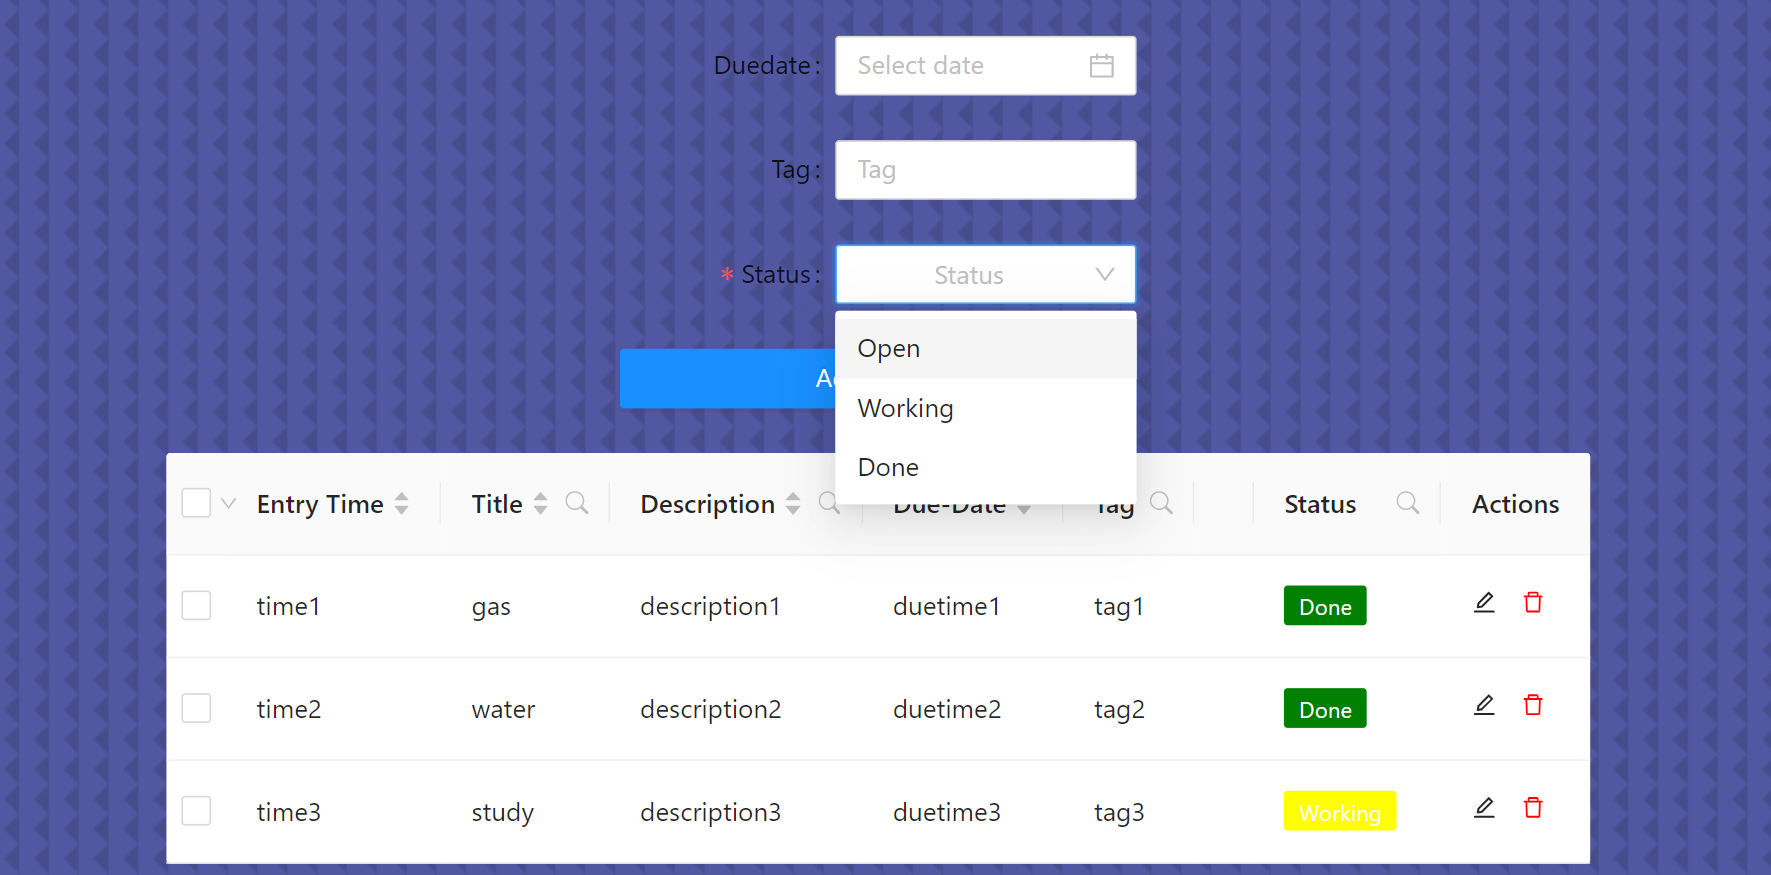 Duedate: Select date
Tag: Tag
* Status: Status
Open
Working
Done
Entry Time Title Description Due-Date Tag Status Actions
time1 gas description1 duetime1 tag1 Done
time2 water description2 duetime2 tag2 Done
time3 study description3 duetime3 tag3 Working